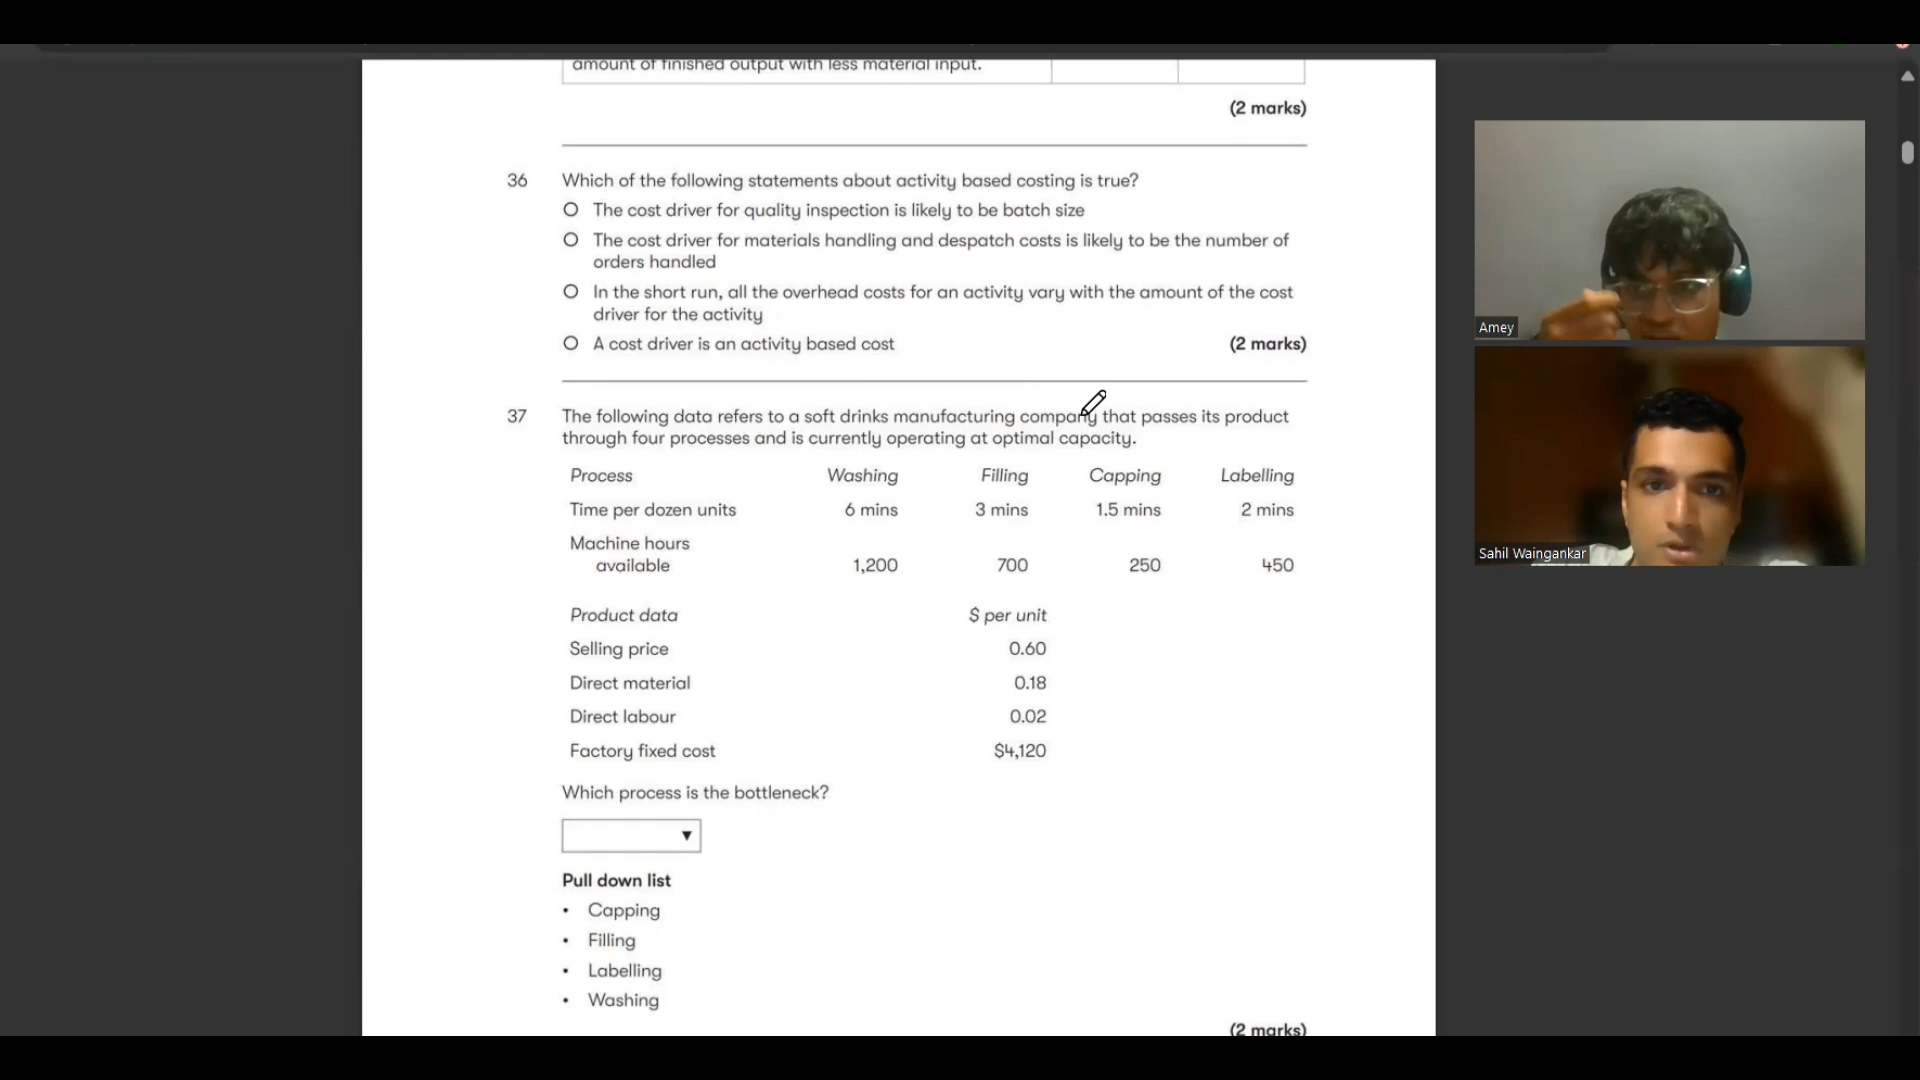 amount of finished output with less material input.
(2 marks)
36 Which of the following statements about activity based costing is true?
The cost driver for quality inspection is likely to be batch size
The cost driver for materials handling and despatch costs is likely to be the number of
orders handled
In the short run, all the overhead costs for an activity vary with the amount of the cost
driver for the activity
A cost driver is an activity based cost (2 marks)
37 The following data refers to a soft drinks manufacturing company that passes its product
through four processes and is currently operating at optimal capacity.
Process Washing Filling Capping Labelling
Time per dozen units 6 mins 3 mins 1.5 mins 2 mins
Machine hours
available 1,200 700 250 450
Product data $ per unit
Selling price 0.60
Direct material 0.18
Direct labour 0.02
Factory fixed cost $4,120
Which process is the bottleneck?
Pull down list
• Capping
• Filling
• Labelling
• Washing
(2 marks)
Amey
Sahil Waingankar